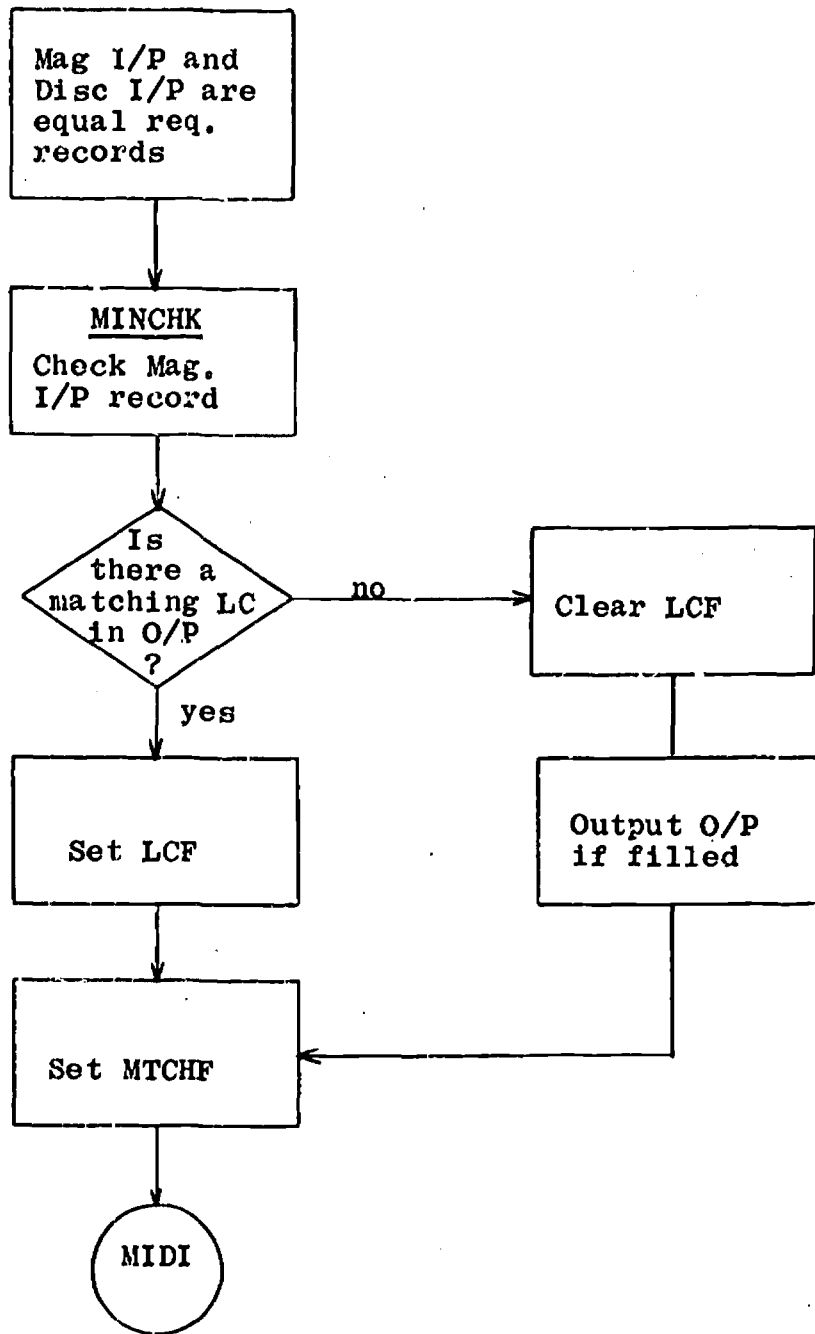 Mag I/P and
Disc I/P are
equal req.
records
MINCHK
Check Mag.
I/P record
Is
there a
matching LC
in O/P
?
no
Clear LCF
yes
Set LCF
Output O/P
if filled
Set MTCHF
MIDI